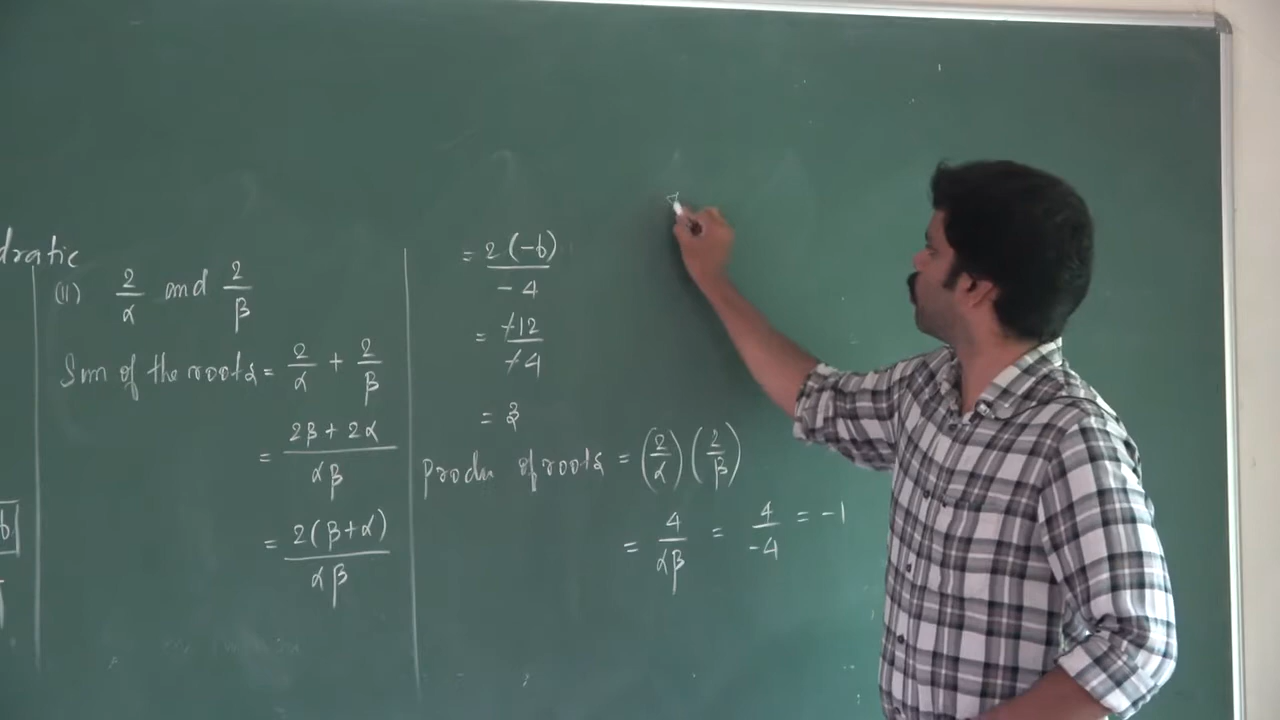 dratic
(11) 2/α and 2/β
Sum of the roots = 2/α + 2/β
= (2β + 2α)/(αβ)
= 2(β+α)/(αβ)
= 2(-6)/-4
= -12/-4
= 3
produ of roots = (2/α)(2/β)
= 4/(αβ) = 4/-4 = -1